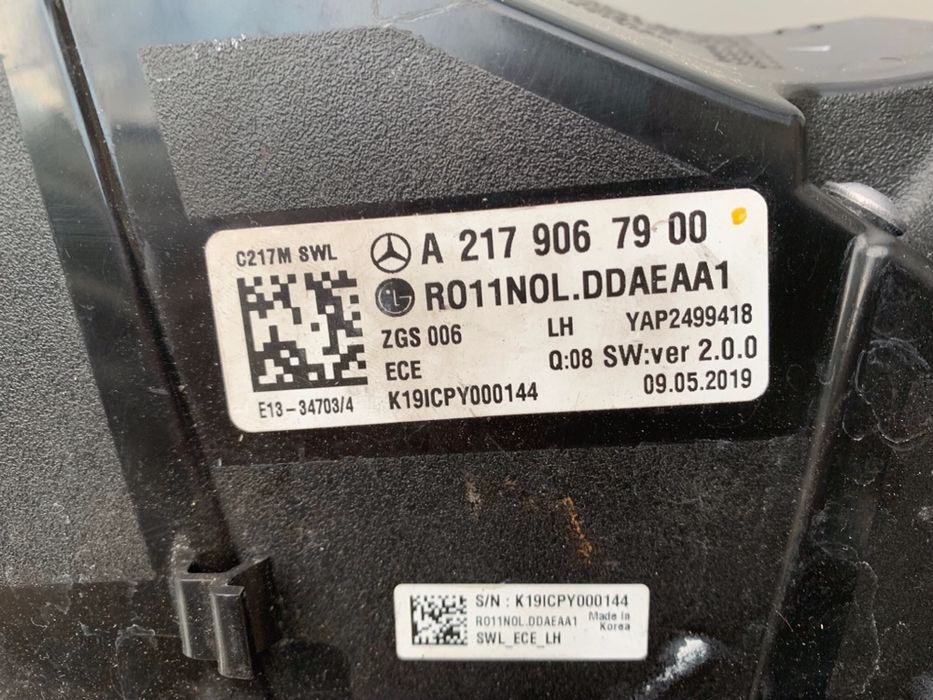 C217M SWL
A 217 906 79 00
R011NOL.DDAEAA1
ZGS 006 LH YAP2499418
ECE Q:08 SW:ver 2.0.0
K19ICPY000144 09.05.2019
E13-34703/4
S/N : K19ICPY000144
R011NOL.DDAEAA1 Made in
Korea
SWL_ECE_LH